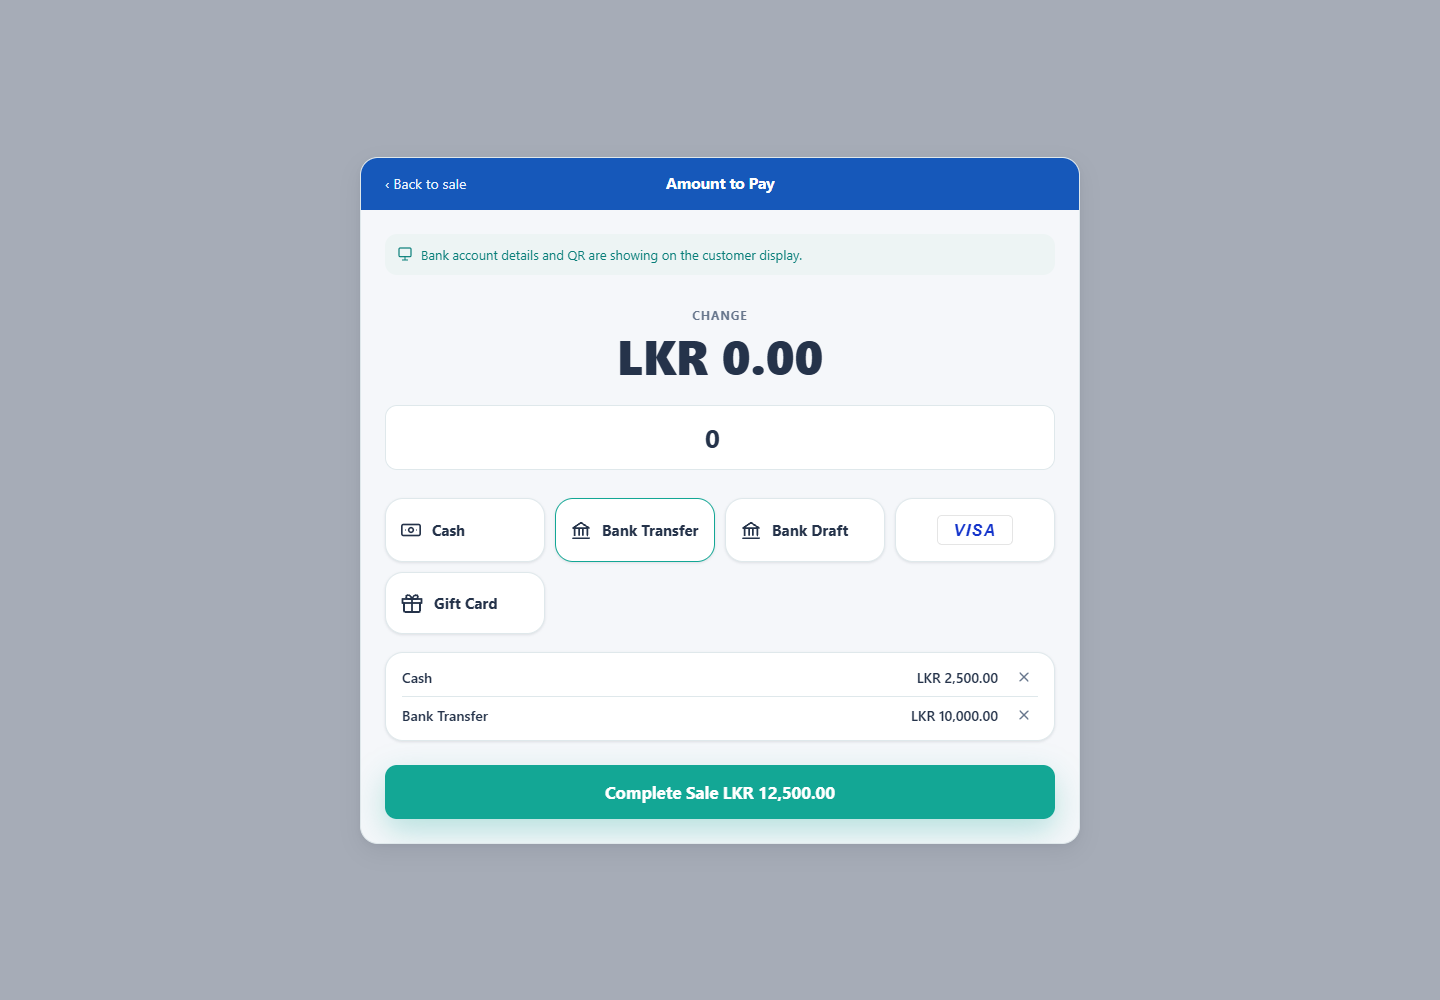 ‹ Back to sale
Amount to Pay
Bank account details and QR are showing on the customer display.
CHANGE
LKR 0.00
0
Cash
Bank Transfer
Bank Draft
VISA
Gift Card
Cash LKR 2,500.00 ×
Bank Transfer LKR 10,000.00 ×
Complete Sale LKR 12,500.00